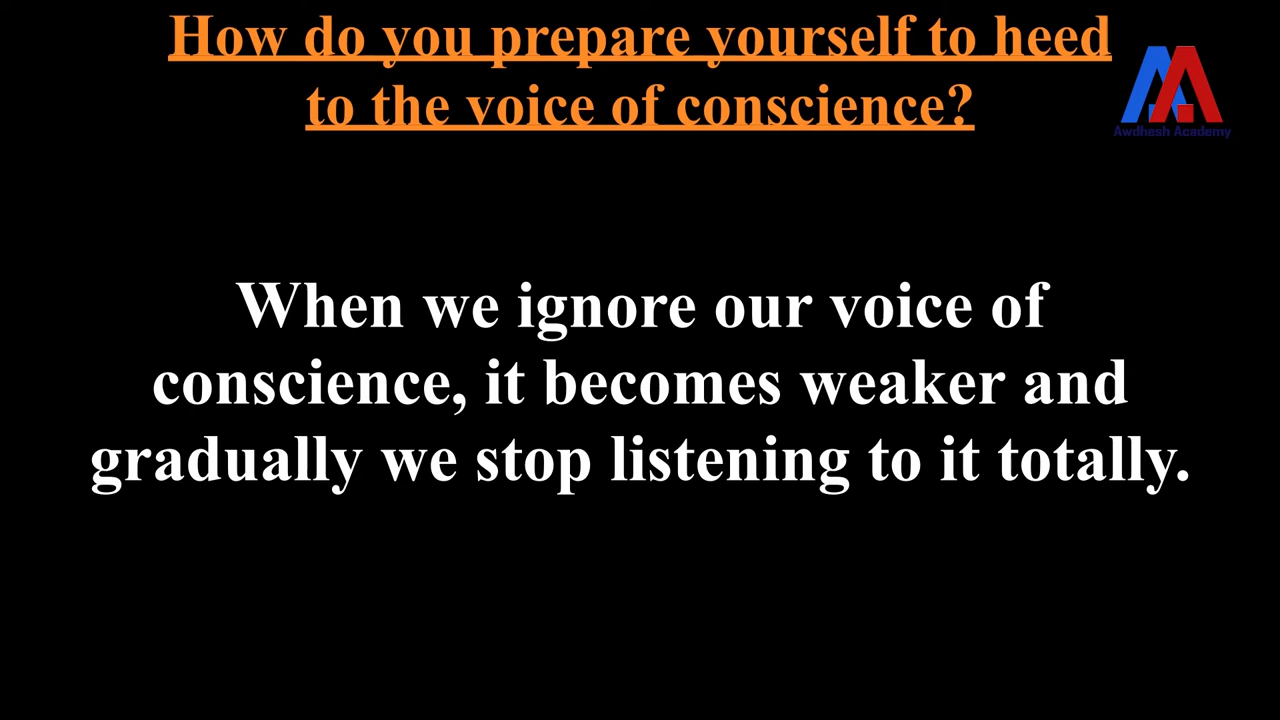 How do you prepare yourself to heed
to the voice of conscience?
Awdhesh Academy
When we ignore our voice of
conscience, it becomes weaker and
gradually we stop listening to it totally.